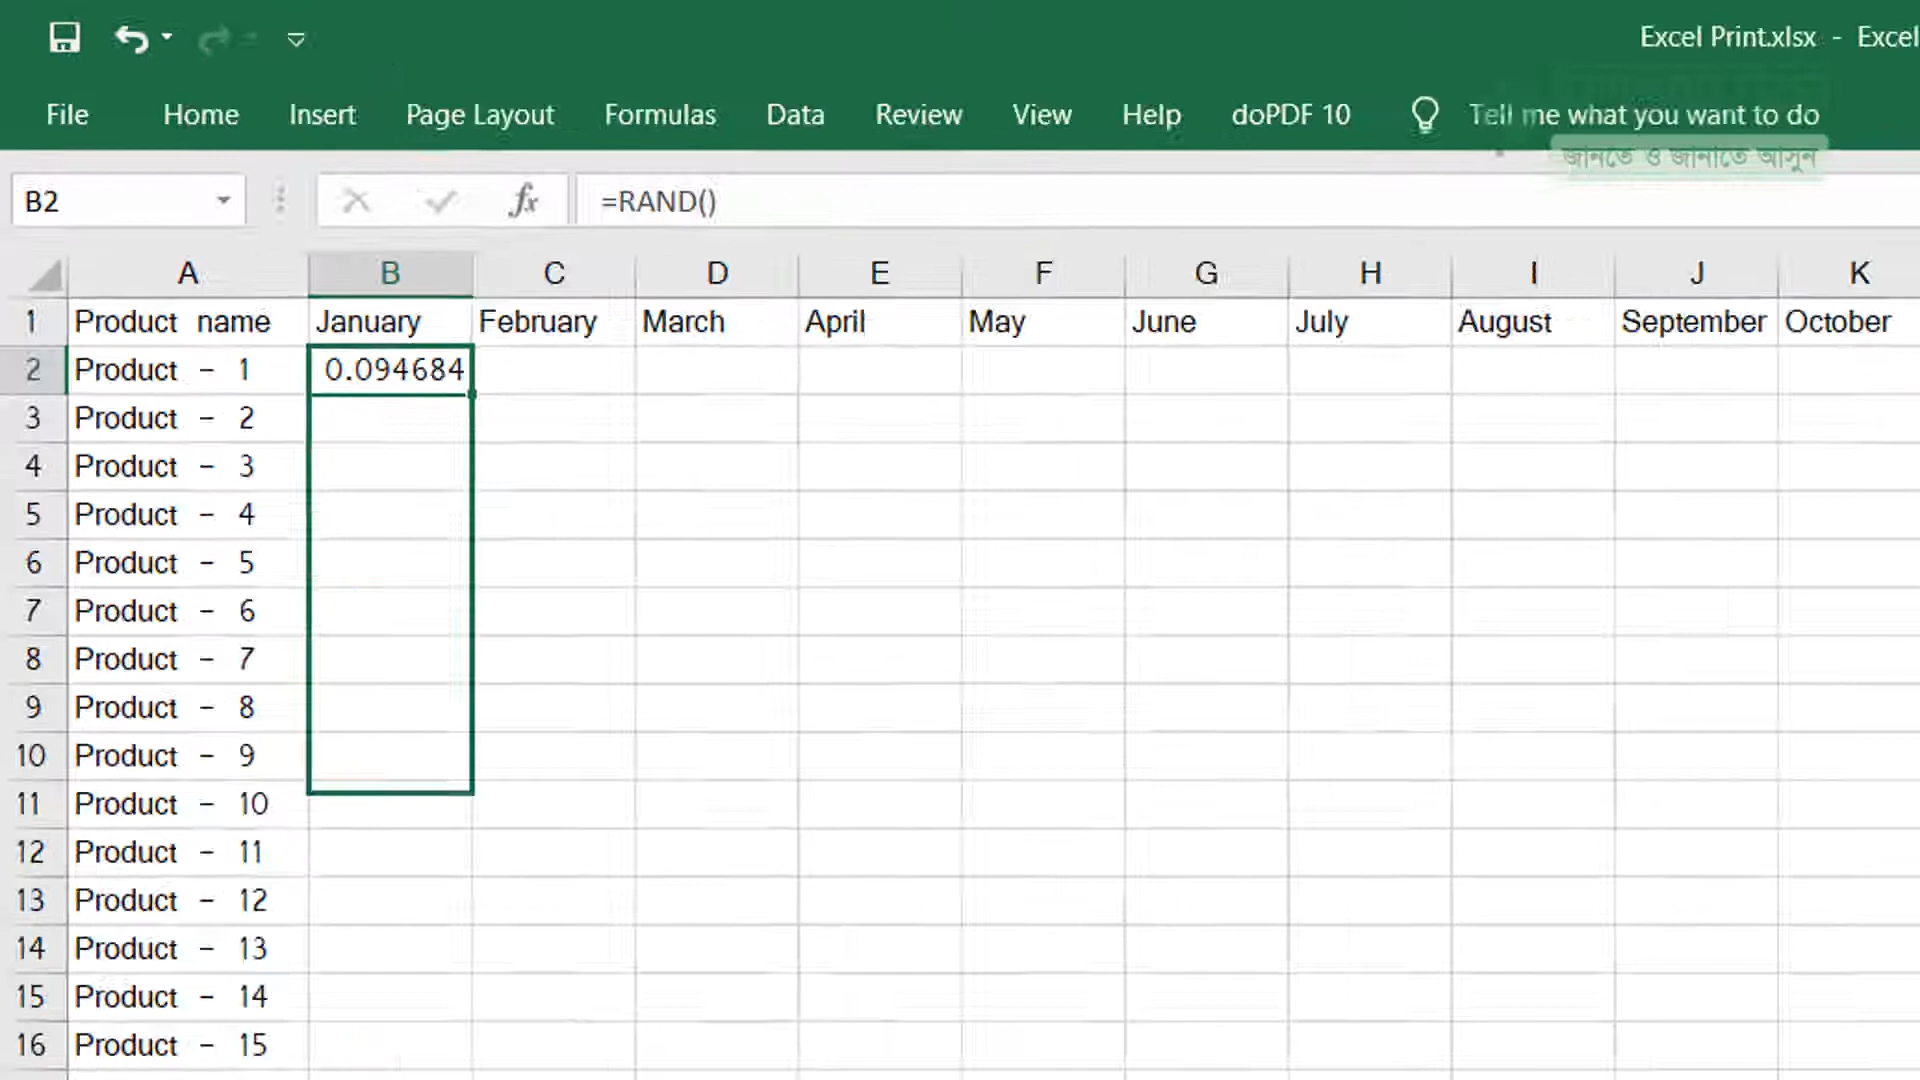 Excel Print.xlsx - Excel
File Home Insert Page Layout Formulas Data Review View Help doPDF 10 Tell me what you want to do
জানতে ও জানাতে আসুন
B2 fx =RAND()
A B C D E F G H I J K
1 Product name January February March April May June July August September October
2 Product - 1 0.094684
3 Product - 2
4 Product - 3
5 Product - 4
6 Product - 5
7 Product - 6
8 Product - 7
9 Product - 8
10 Product - 9
11 Product - 10
12 Product - 11
13 Product - 12
14 Product - 13
15 Product - 14
16 Product - 15